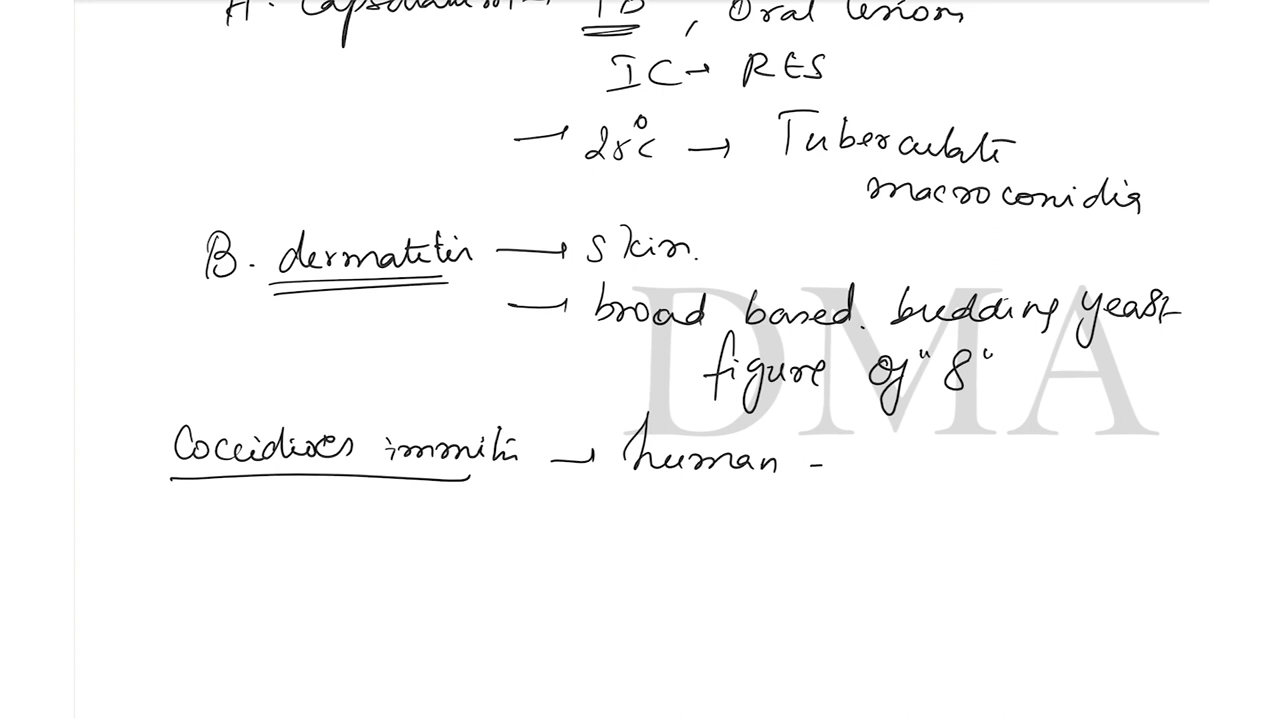 H. capsulatum TB, Oral lesion
IC → RES
→ 28°C → Tuberculate
macroconidia
B. dermatitis → skin.
→ broad based budding yeast
figure of "8"
DMA
Coccidioes immitis → human -